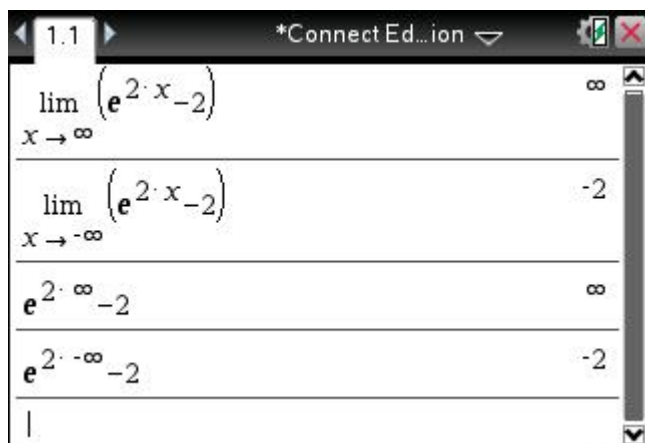 1.1 *Connect Ed...ion
lim (e^(2·x)−2) ∞
x→∞
lim (e^(2·x)−2) -2
x→-∞
e^(2·∞)−2 ∞
e^(2·-∞)−2 -2